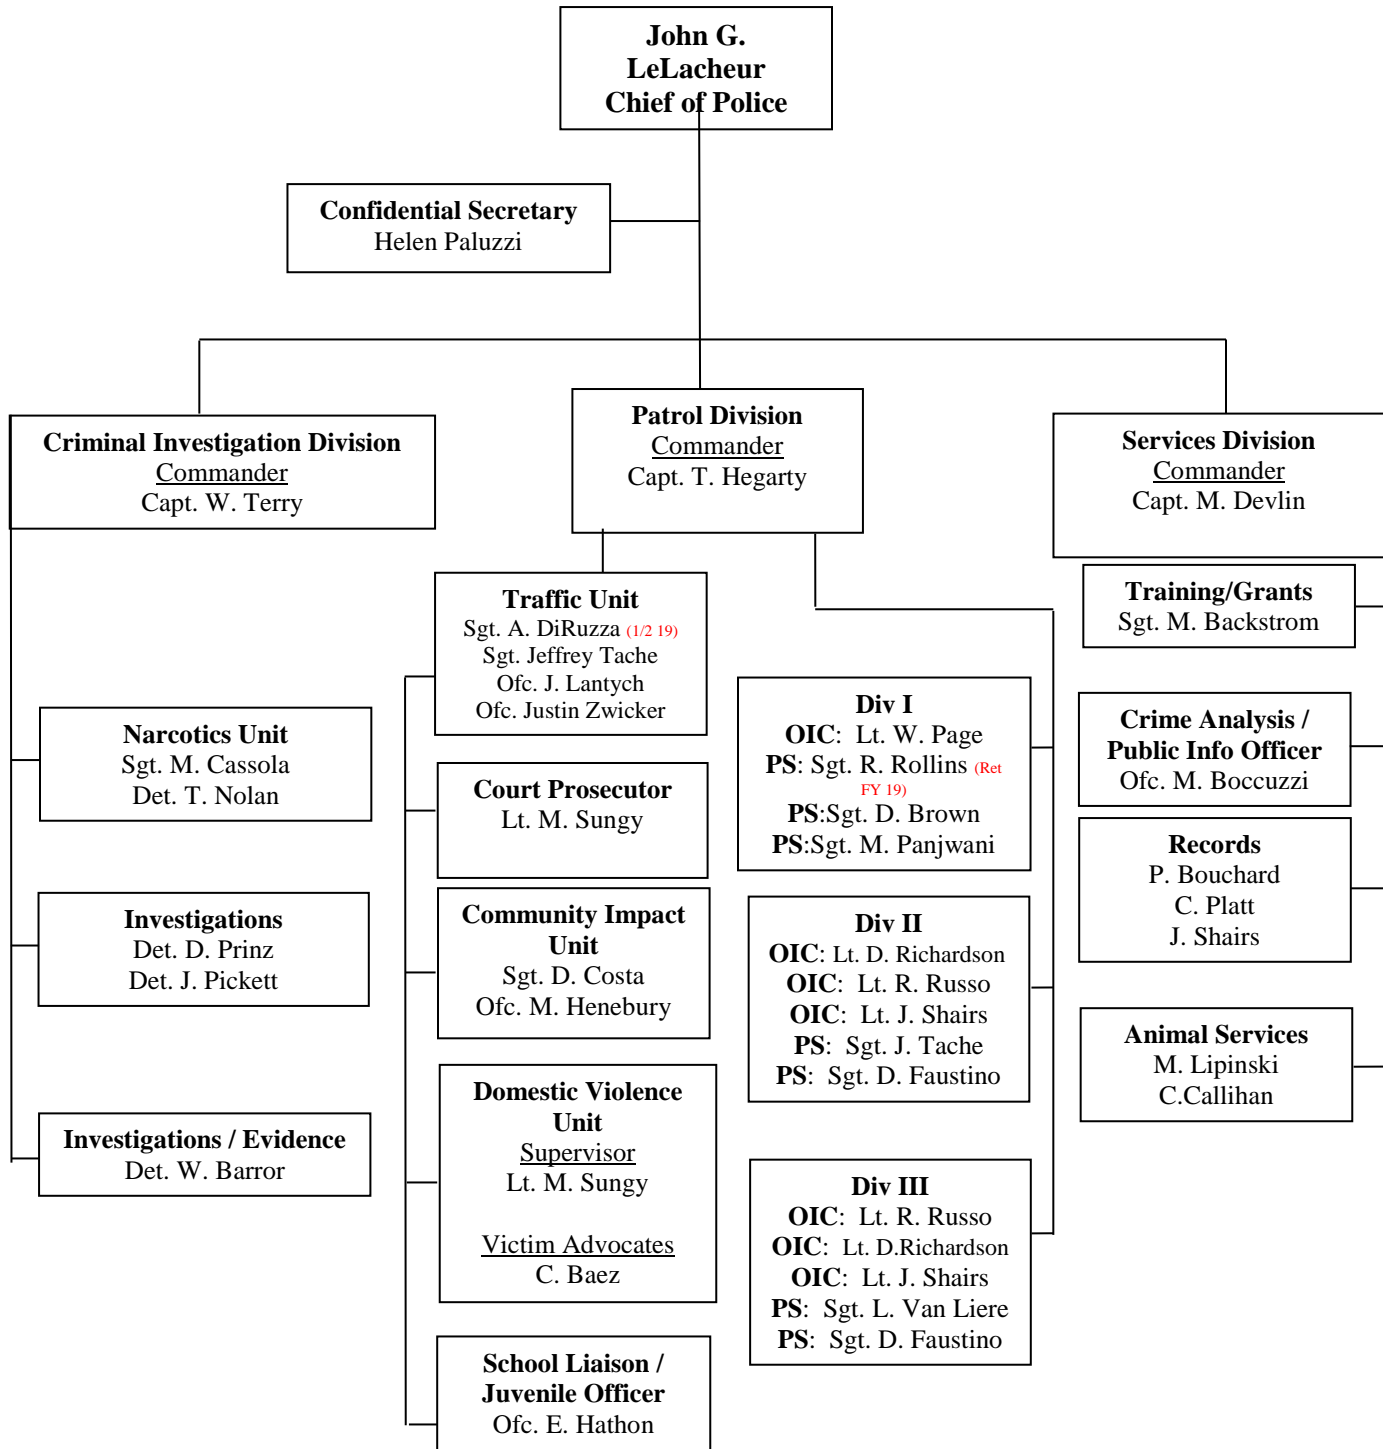 John G.
LeLacheur
Chief of Police
Confidential Secretary
Helen Paluzzi
Criminal Investigation Division
Commander
Capt. W. Terry
Patrol Division
Commander
Capt. T. Hegarty
Services Division
Commander
Capt. M. Devlin
Narcotics Unit
Sgt. M. Cassola
Det. T. Nolan
Investigations
Det. D. Prinz
Det. J. Pickett
Investigations / Evidence
Det. W. Barror
Traffic Unit
Sgt. A. DiRuzza (1/2 19)
Sgt. Jeffrey Tache
Ofc. J. Lantych
Ofc. Justin Zwicker
Court Prosecutor
Lt. M. Sungy
Community Impact
Unit
Sgt. D. Costa
Ofc. M. Henebury
Domestic Violence
Unit
Supervisor
Lt. M. Sungy
Victim Advocates
C. Baez
School Liaison /
Juvenile Officer
Ofc. E. Hathon
Div I
OIC: Lt. W. Page
PS: Sgt. R. Rollins (Ret
FY 19)
PS:Sgt. D. Brown
PS:Sgt. M. Panjwani
Div II
OIC: Lt. D. Richardson
OIC: Lt. R. Russo
OIC: Lt. J. Shairs
PS: Sgt. J. Tache
PS: Sgt. D. Faustino
Div III
OIC: Lt. R. Russo
OIC: Lt. D.Richardson
OIC: Lt. J. Shairs
PS: Sgt. L. Van Liere
PS: Sgt. D. Faustino
Training/Grants
Sgt. M. Backstrom
Crime Analysis /
Public Info Officer
Ofc. M. Boccuzzi
Records
P. Bouchard
C. Platt
J. Shairs
Animal Services
M. Lipinski
C.Callihan